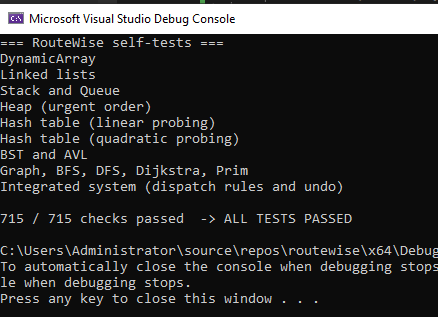 Microsoft Visual Studio Debug Console
=== RouteWise self-tests ===
DynamicArray
Linked lists
Stack and Queue
Heap (urgent order)
Hash table (linear probing)
Hash table (quadratic probing)
BST and AVL
Graph, BFS, DFS, Dijkstra, Prim
Integrated system (dispatch rules and undo)
715 / 715 checks passed  -> ALL TESTS PASSED
C:\Users\Administrator\source\repos\routewise\x64\Debug
To automatically close the console when debugging stops
le when debugging stops.
Press any key to close this window . . .